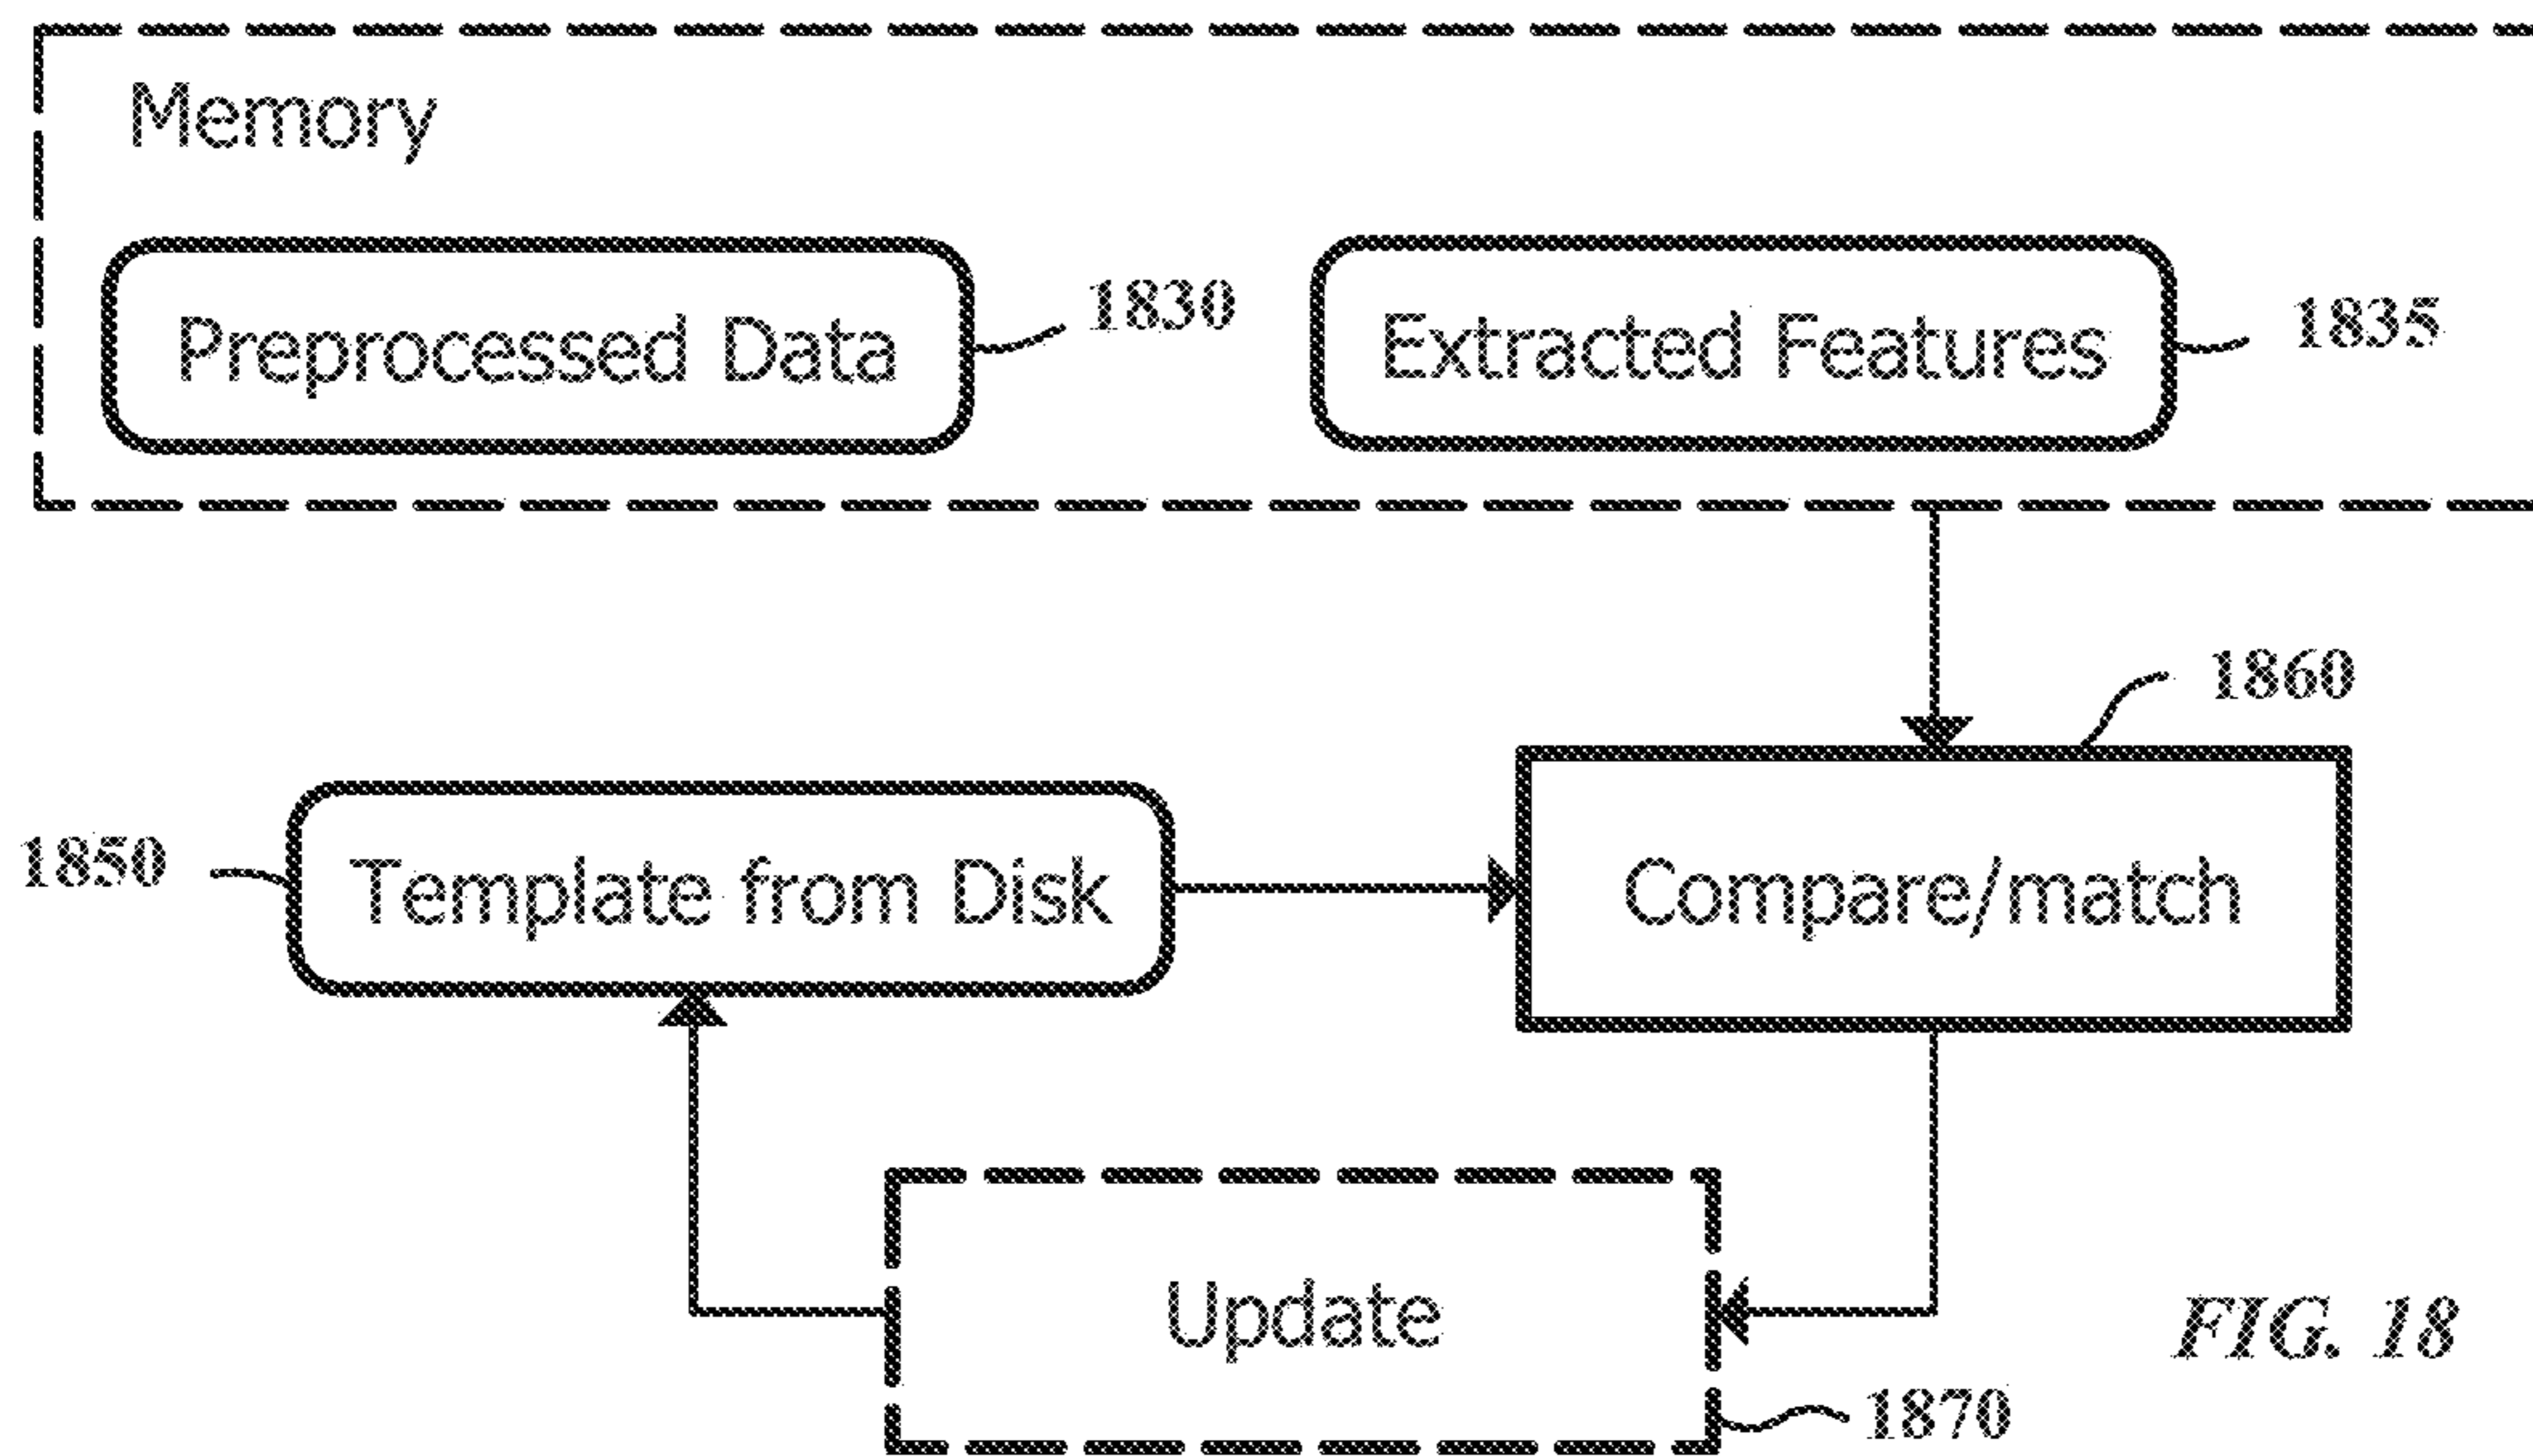 Memory
Preprocessed Data
1830
Extracted Features
1835
1860
1850
Template from Disk
Compare/match
Update
FIG. 18
1870